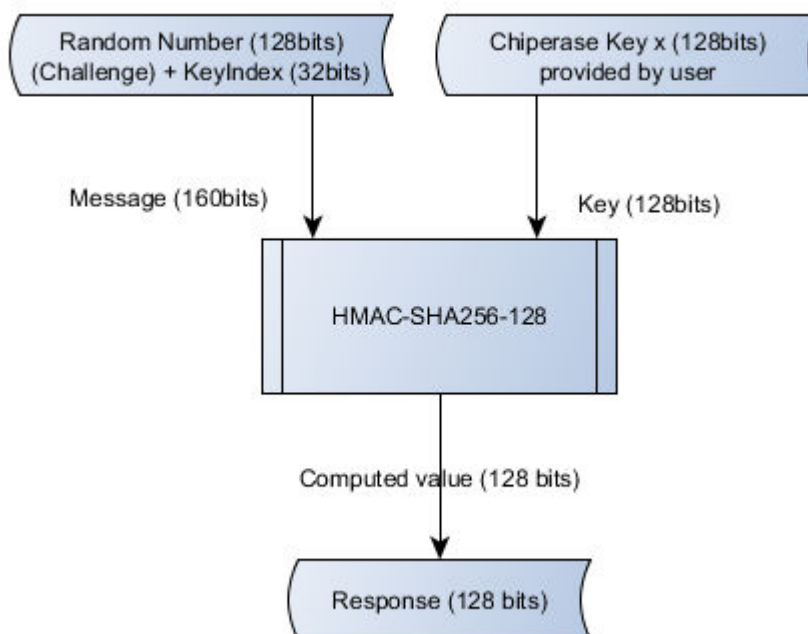 Random Number (128bits)
(Challenge) + KeyIndex (32bits)
Chiperase Key x (128bits)
provided by user
Message (160bits)
Key (128bits)
HMAC-SHA256-128
Computed value (128 bits)
Response (128 bits)